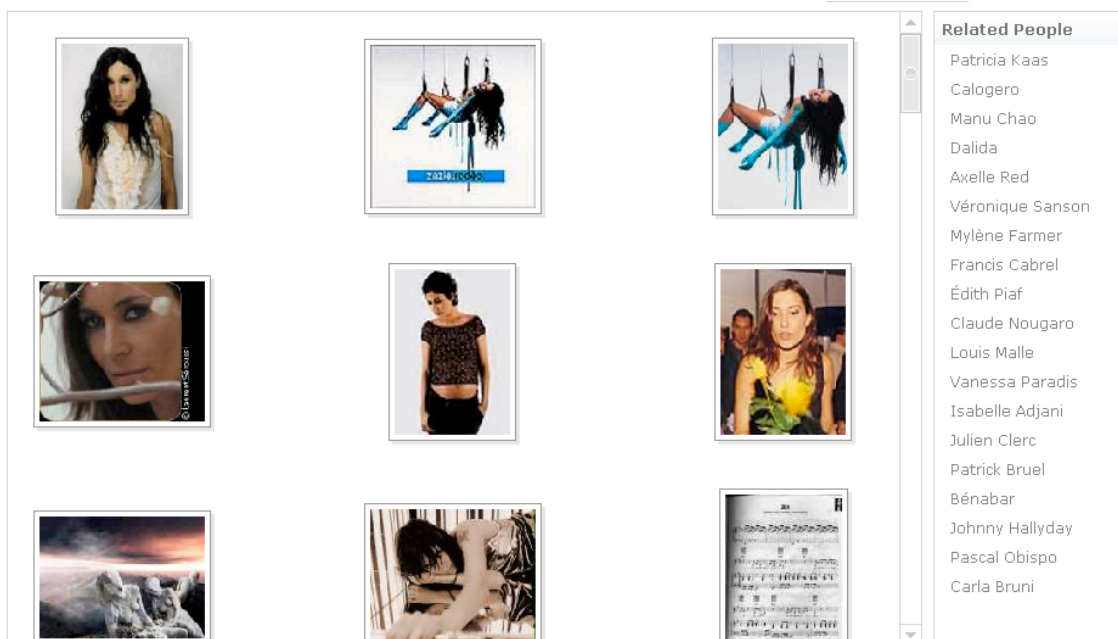 Related People
Patricia Kaas
Calogero
Manu Chao
Dalida
Axelle Red
Véronique Sanson
Mylène Farmer
Francis Cabrel
Édith Piaf
Claude Nougaro
Louis Malle
Vanessa Paradis
Isabelle Adjani
Julien Clerc
Patrick Bruel
Bénabar
Johnny Hallyday
Pascal Obispo
Carla Bruni
zazie rodéo